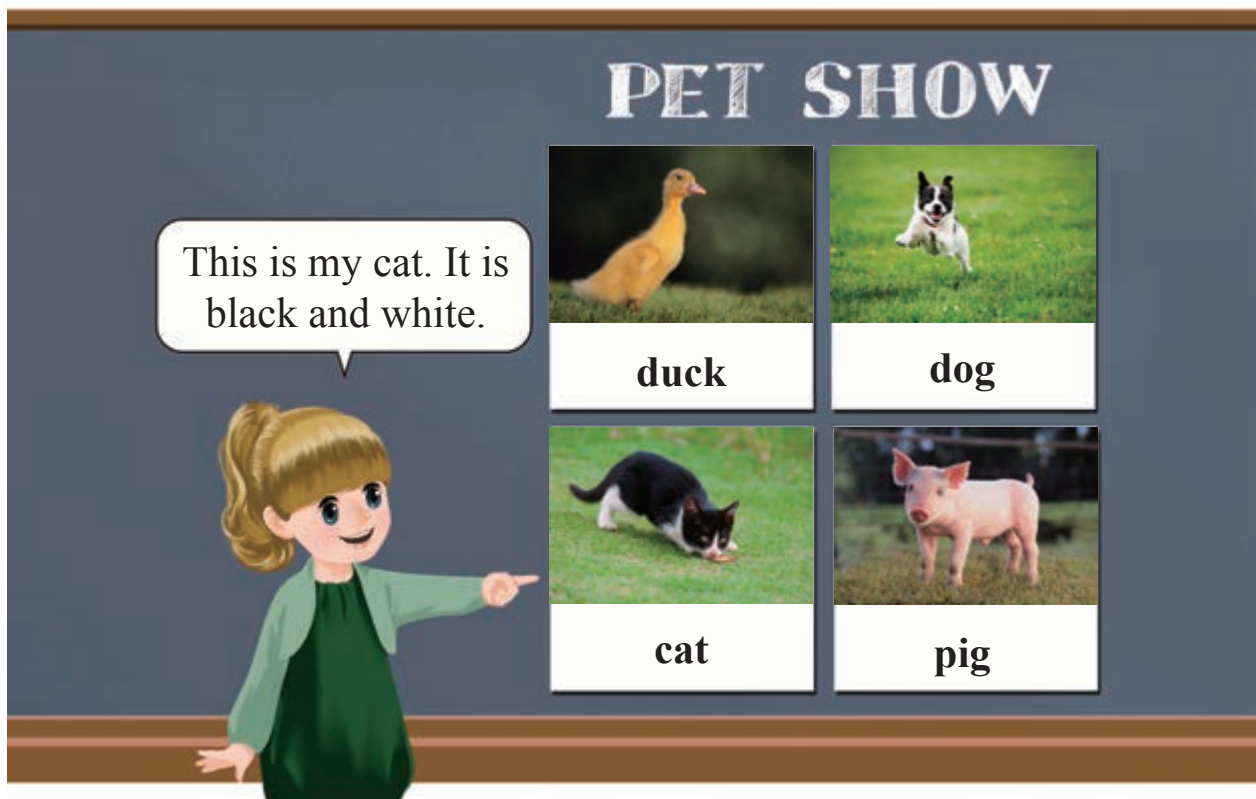 PET SHOW
This is my cat. It is
black and white.
duck
dog
cat
pig